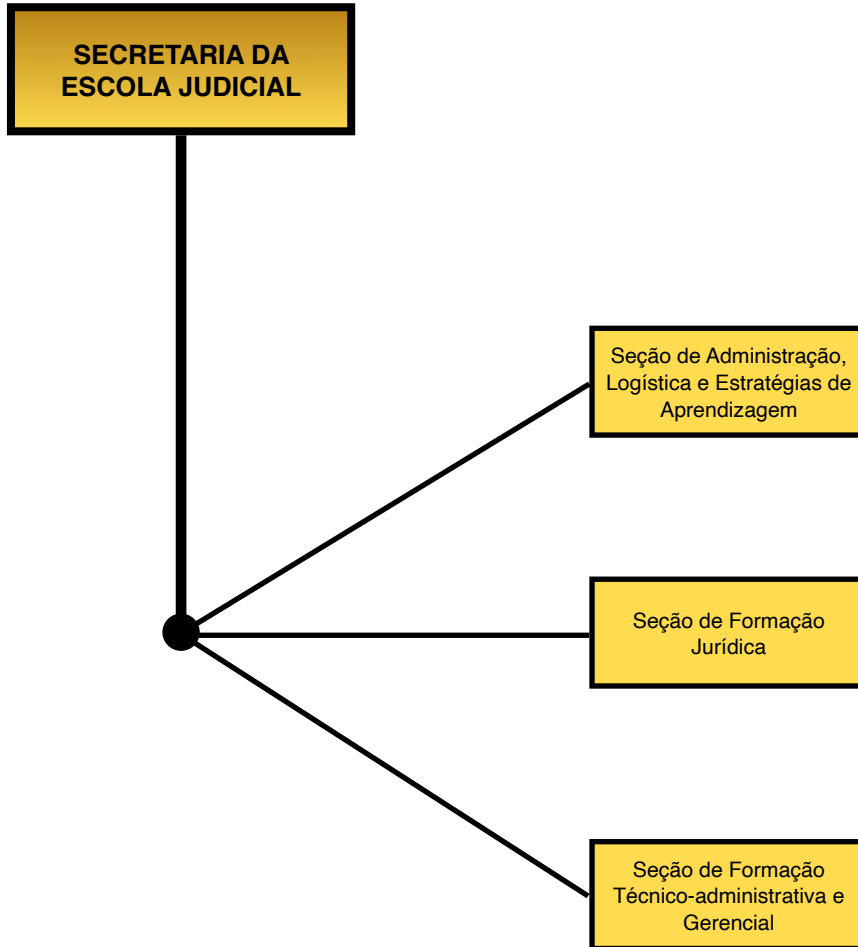 SECRETARIA DA
ESCOLA JUDICIAL
Seção de Administração,
Logística e Estratégias de
Aprendizagem
Seção de Formação
Jurídica
Seção de Formação
Técnico-administrativa e
Gerencial